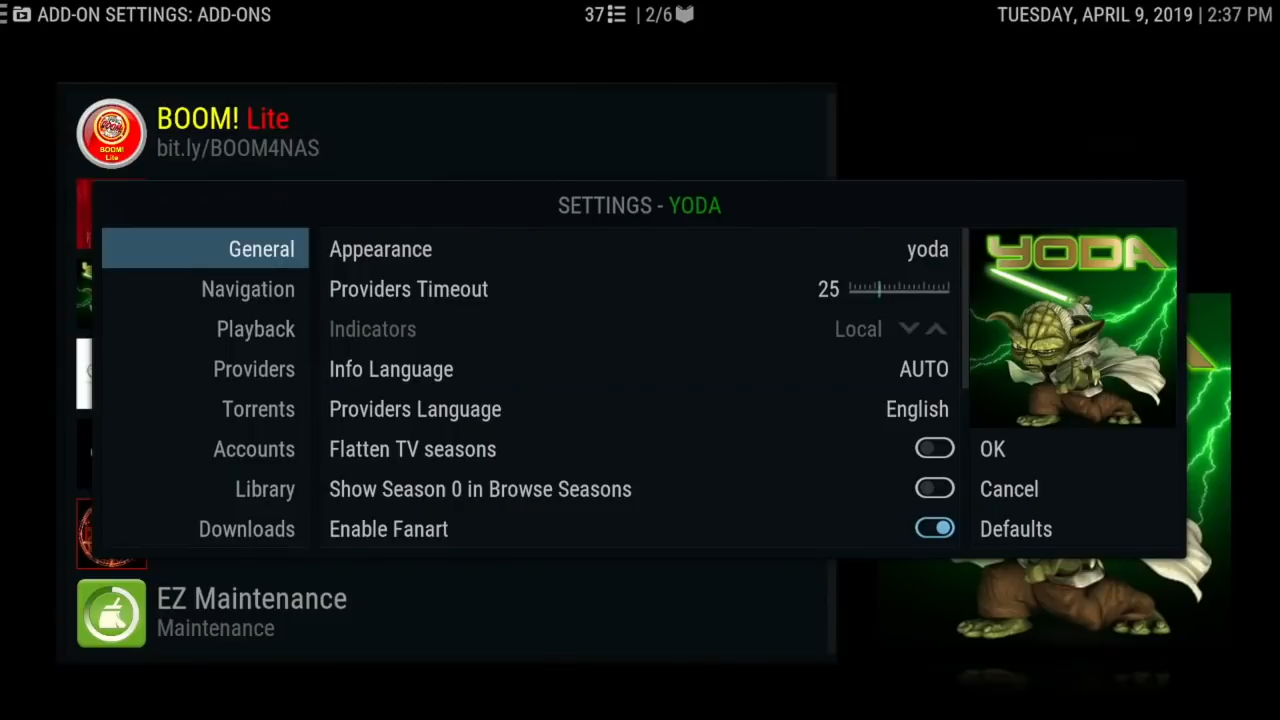 ADD-ON SETTINGS: ADD-ONS 37 | 2/6 TUESDAY, APRIL 9, 2019 | 2:37 PM
BOOM! Lite
bit.ly/BOOM4NAS
BOOM!
Lite
SETTINGS - YODA
General Appearance yoda
Navigation Providers Timeout 25
Playback Indicators Local
Providers Info Language AUTO
Torrents Providers Language English
Accounts Flatten TV seasons
Library Show Season 0 in Browse Seasons
Downloads Enable Fanart
YODA
OK
Cancel
Defaults
EZ Maintenance
Maintenance